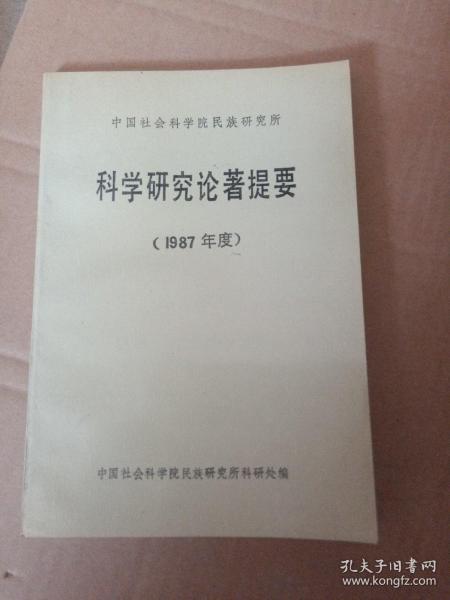 中国社会科学院民族研究所
科学研究论著提要
（1987年度）
中国社会科学院民族研究所科研处编
孔夫子旧书网
www.kongfz.com